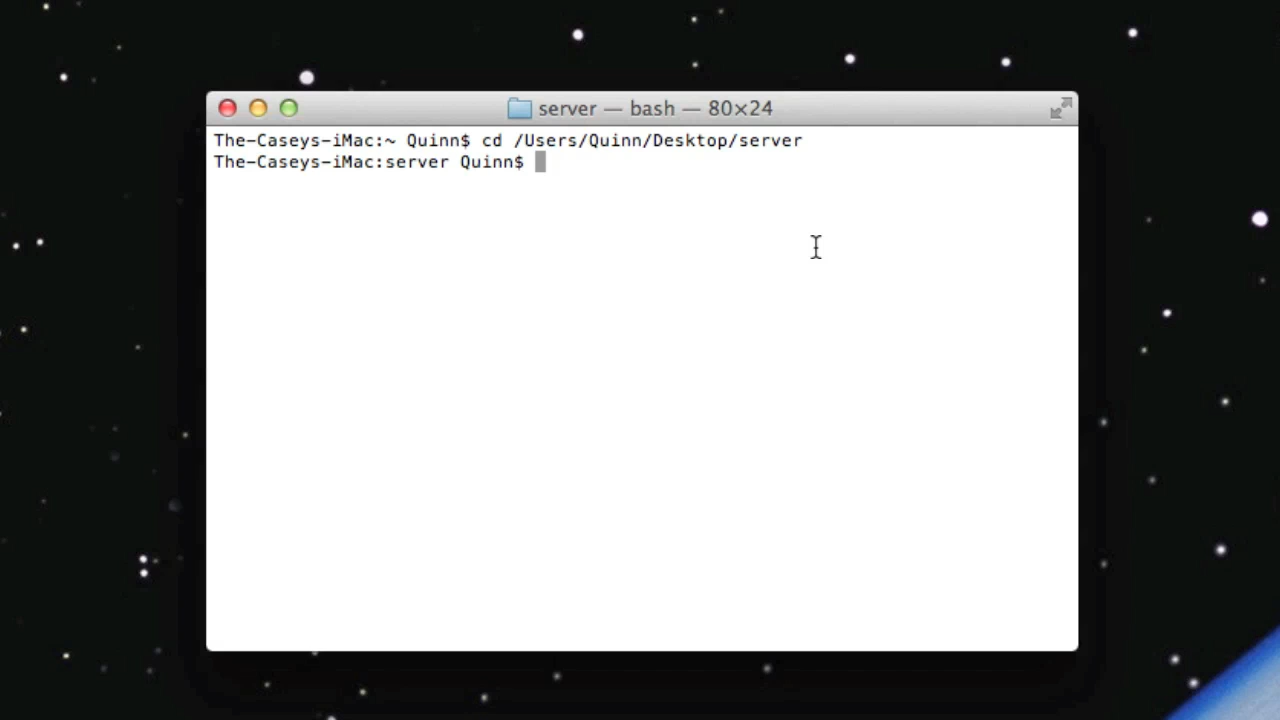 server — bash — 80×24
The-Caseys-iMac:~ Quinn$ cd /Users/Quinn/Desktop/server
The-Caseys-iMac:server Quinn$